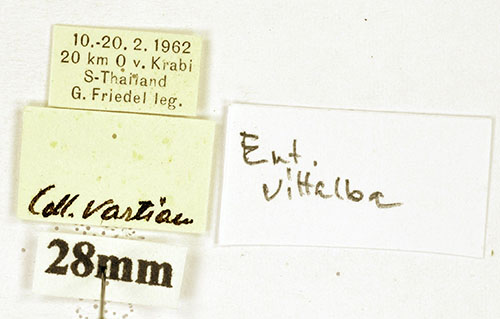 10.-20. 2. 1962
20 km O v. Krabi
S-Thailand
G. Friedel leg.
Coll. Vartian
28mm
Ent.
vittalba